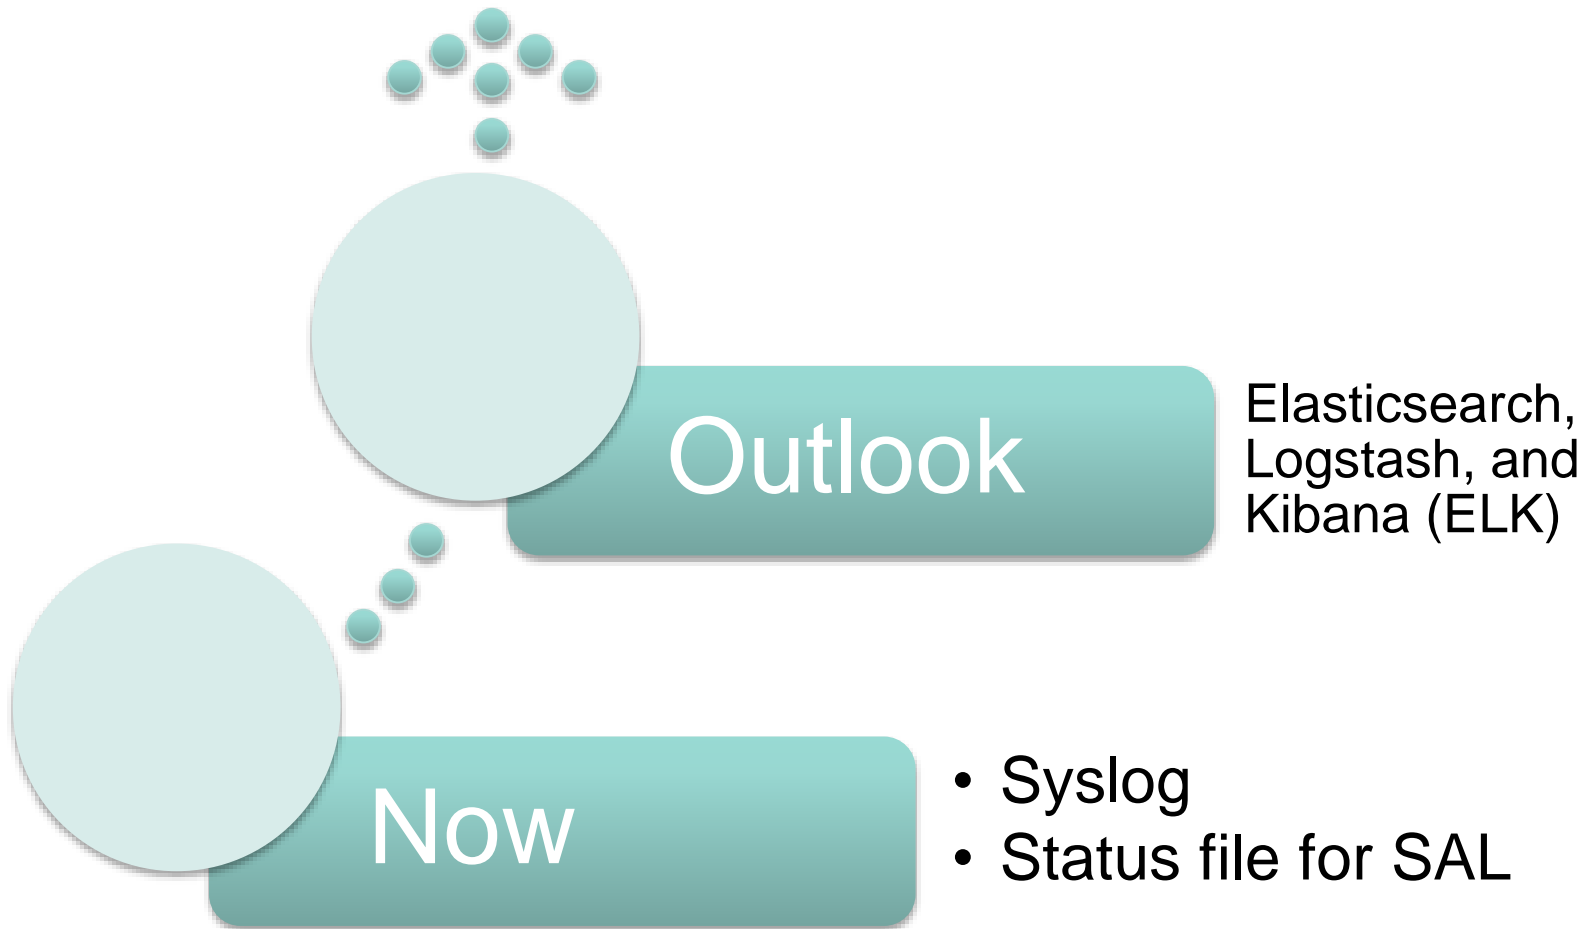 Outlook
Elasticsearch,
Logstash, and
Kibana (ELK)
Now
• Syslog
• Status file for SAL